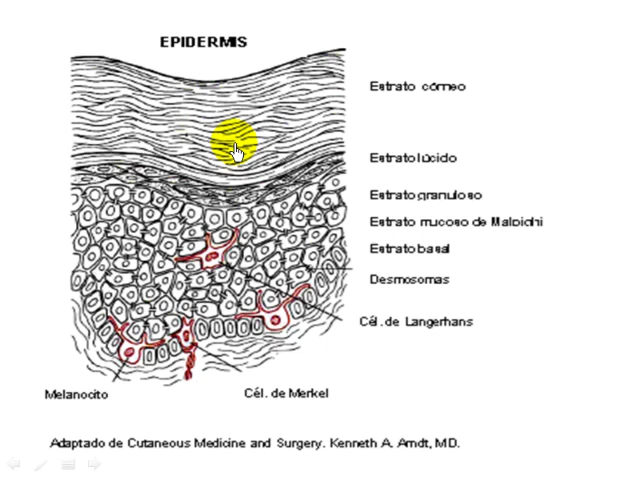 EPIDERMIS
Estrato córneo
Estrato lúcido
Estrato granuloso
Estrato mucoso de Malpighi
Estrato basal
Desmosomas
Cél. de Langerhans
Melanocito
Cél. de Merkel
Adaptado de Cutaneous Medicine and Surgery. Kenneth A. Arndt, MD.